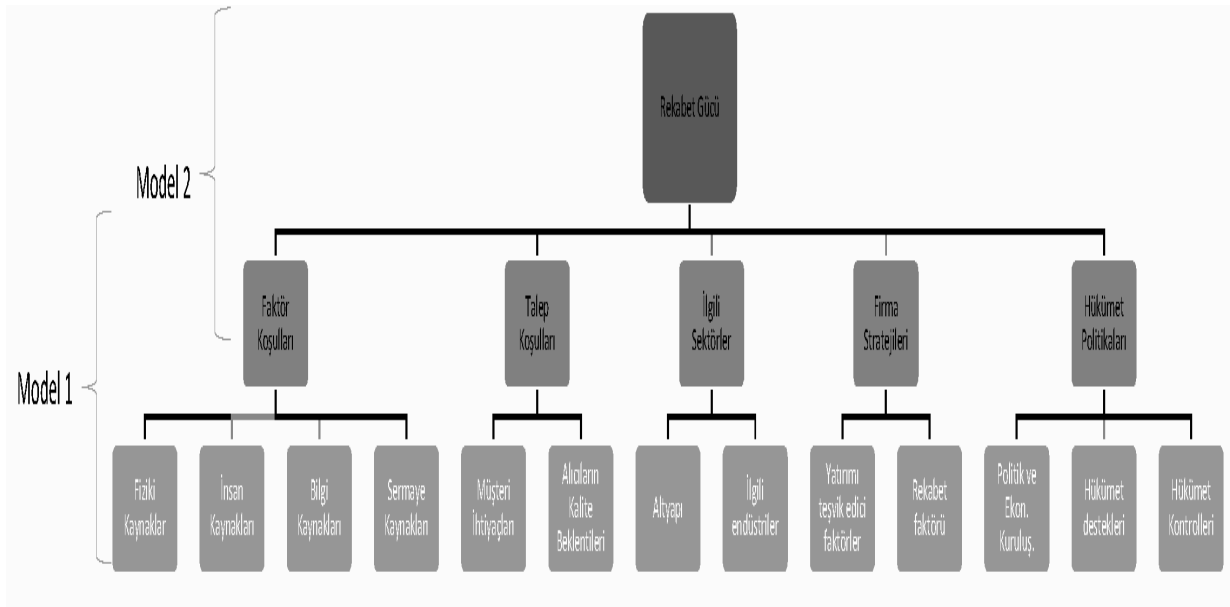 Rekabet Gücü
Model 2
Model 1
Faktör
Koşulları
Talep
Koşulları
İlgili
Sektörler
Firma
Stratejileri
Hükümet
Politikaları
Fiziki
Kaynaklar
İnsan
Kaynakları
Bilgi
Kaynakları
Sermaye
Kaynakları
Müşteri
İhtiyaçları
Alıcıların
Kalite
Beklentileri
Altyapı
İlgili
endüstriler
Yatırımı
teşvik edici
faktörler
Rekabet
faktörü
Politik ve
Ekon.
Kuruluş.
Hükümet
destekleri
Hükümet
Kontrolleri